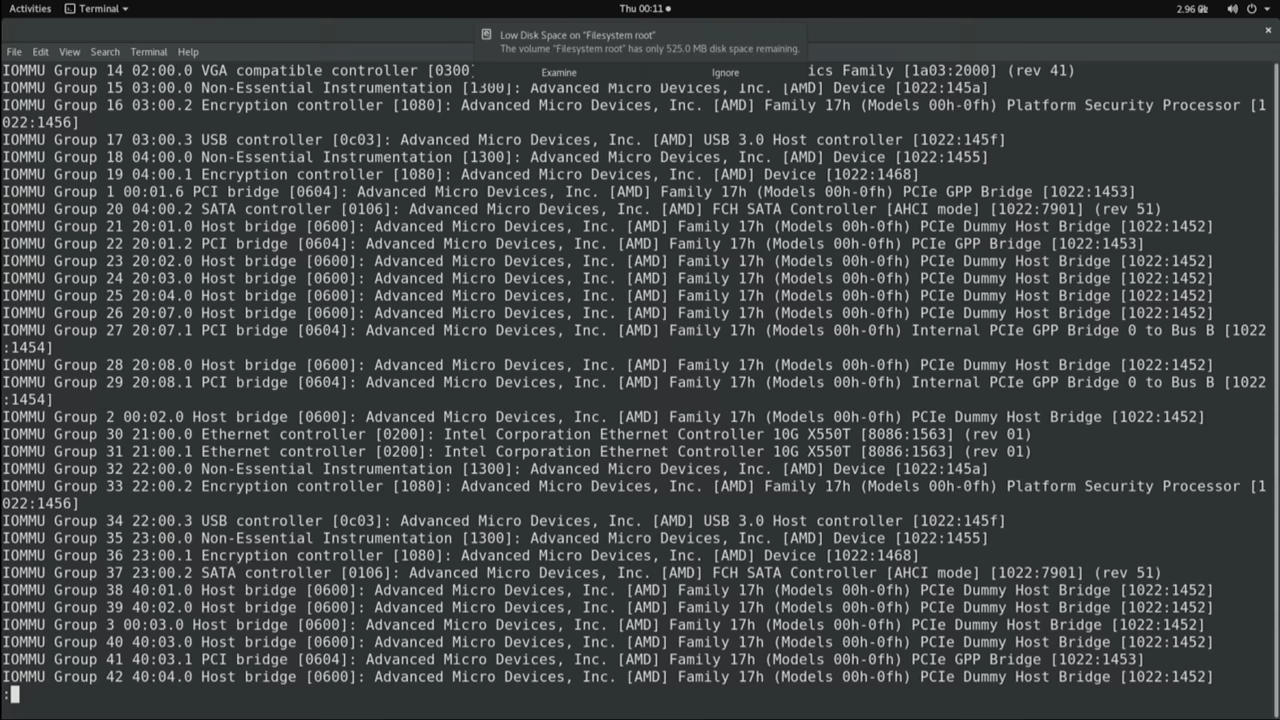 Activities Terminal Thu 00:11 2.96 GHz
Low Disk Space on "Filesystem root"
The volume "Filesystem root" has only 525.0 MB disk space remaining.
Examine Ignore
File Edit View Search Terminal Help
IOMMU Group 14 02:00.0 VGA compatible controller [0300] ics Family [1a03:2000] (rev 41)
IOMMU Group 15 03:00.0 Non-Essential Instrumentation [1300]: Advanced Micro Devices, Inc. [AMD] Device [1022:145a]
IOMMU Group 16 03:00.2 Encryption controller [1080]: Advanced Micro Devices, Inc. [AMD] Family 17h (Models 00h-0fh) Platform Security Processor [1
022:1456]
IOMMU Group 17 03:00.3 USB controller [0c03]: Advanced Micro Devices, Inc. [AMD] USB 3.0 Host controller [1022:145f]
IOMMU Group 18 04:00.0 Non-Essential Instrumentation [1300]: Advanced Micro Devices, Inc. [AMD] Device [1022:1455]
IOMMU Group 19 04:00.1 Encryption controller [1080]: Advanced Micro Devices, Inc. [AMD] Device [1022:1468]
IOMMU Group 1 00:01.6 PCI bridge [0604]: Advanced Micro Devices, Inc. [AMD] Family 17h (Models 00h-0fh) PCIe GPP Bridge [1022:1453]
IOMMU Group 20 04:00.2 SATA controller [0106]: Advanced Micro Devices, Inc. [AMD] FCH SATA Controller [AHCI mode] [1022:7901] (rev 51)
IOMMU Group 21 20:01.0 Host bridge [0600]: Advanced Micro Devices, Inc. [AMD] Family 17h (Models 00h-0fh) PCIe Dummy Host Bridge [1022:1452]
IOMMU Group 22 20:01.2 PCI bridge [0604]: Advanced Micro Devices, Inc. [AMD] Family 17h (Models 00h-0fh) PCIe GPP Bridge [1022:1453]
IOMMU Group 23 20:02.0 Host bridge [0600]: Advanced Micro Devices, Inc. [AMD] Family 17h (Models 00h-0fh) PCIe Dummy Host Bridge [1022:1452]
IOMMU Group 24 20:03.0 Host bridge [0600]: Advanced Micro Devices, Inc. [AMD] Family 17h (Models 00h-0fh) PCIe Dummy Host Bridge [1022:1452]
IOMMU Group 25 20:04.0 Host bridge [0600]: Advanced Micro Devices, Inc. [AMD] Family 17h (Models 00h-0fh) PCIe Dummy Host Bridge [1022:1452]
IOMMU Group 26 20:07.0 Host bridge [0600]: Advanced Micro Devices, Inc. [AMD] Family 17h (Models 00h-0fh) PCIe Dummy Host Bridge [1022:1452]
IOMMU Group 27 20:07.1 PCI bridge [0604]: Advanced Micro Devices, Inc. [AMD] Family 17h (Models 00h-0fh) Internal PCIe GPP Bridge 0 to Bus B [1022
:1454]
IOMMU Group 28 20:08.0 Host bridge [0600]: Advanced Micro Devices, Inc. [AMD] Family 17h (Models 00h-0fh) PCIe Dummy Host Bridge [1022:1452]
IOMMU Group 29 20:08.1 PCI bridge [0604]: Advanced Micro Devices, Inc. [AMD] Family 17h (Models 00h-0fh) Internal PCIe GPP Bridge 0 to Bus B [1022
:1454]
IOMMU Group 2 00:02.0 Host bridge [0600]: Advanced Micro Devices, Inc. [AMD] Family 17h (Models 00h-0fh) PCIe Dummy Host Bridge [1022:1452]
IOMMU Group 30 21:00.0 Ethernet controller [0200]: Intel Corporation Ethernet Controller 10G X550T [8086:1563] (rev 01)
IOMMU Group 31 21:00.1 Ethernet controller [0200]: Intel Corporation Ethernet Controller 10G X550T [8086:1563] (rev 01)
IOMMU Group 32 22:00.0 Non-Essential Instrumentation [1300]: Advanced Micro Devices, Inc. [AMD] Device [1022:145a]
IOMMU Group 33 22:00.2 Encryption controller [1080]: Advanced Micro Devices, Inc. [AMD] Family 17h (Models 00h-0fh) Platform Security Processor [1
022:1456]
IOMMU Group 34 22:00.3 USB controller [0c03]: Advanced Micro Devices, Inc. [AMD] USB 3.0 Host controller [1022:145f]
IOMMU Group 35 23:00.0 Non-Essential Instrumentation [1300]: Advanced Micro Devices, Inc. [AMD] Device [1022:1455]
IOMMU Group 36 23:00.1 Encryption controller [1080]: Advanced Micro Devices, Inc. [AMD] Device [1022:1468]
IOMMU Group 37 23:00.2 SATA controller [0106]: Advanced Micro Devices, Inc. [AMD] FCH SATA Controller [AHCI mode] [1022:7901] (rev 51)
IOMMU Group 38 40:01.0 Host bridge [0600]: Advanced Micro Devices, Inc. [AMD] Family 17h (Models 00h-0fh) PCIe Dummy Host Bridge [1022:1452]
IOMMU Group 39 40:02.0 Host bridge [0600]: Advanced Micro Devices, Inc. [AMD] Family 17h (Models 00h-0fh) PCIe Dummy Host Bridge [1022:1452]
IOMMU Group 3 00:03.0 Host bridge [0600]: Advanced Micro Devices, Inc. [AMD] Family 17h (Models 00h-0fh) PCIe Dummy Host Bridge [1022:1452]
IOMMU Group 40 40:03.0 Host bridge [0600]: Advanced Micro Devices, Inc. [AMD] Family 17h (Models 00h-0fh) PCIe Dummy Host Bridge [1022:1452]
IOMMU Group 41 40:03.1 PCI bridge [0604]: Advanced Micro Devices, Inc. [AMD] Family 17h (Models 00h-0fh) PCIe GPP Bridge [1022:1453]
IOMMU Group 42 40:04.0 Host bridge [0600]: Advanced Micro Devices, Inc. [AMD] Family 17h (Models 00h-0fh) PCIe Dummy Host Bridge [1022:1452]
: